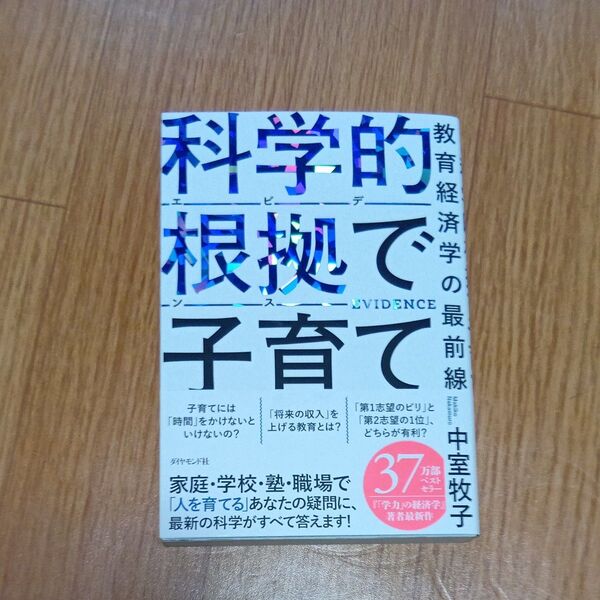 科学的
エビデ
根拠で
ンス
EVIDENCE
子育て
教育経済学の最前線
Makiko
Nakamuro
中室牧子
子育てには
「時間」をかけないと
いけないの?
「将来の収入」を
上げる教育とは?
「第1志望のビリ」と
「第2志望の1位」、
どちらが有利?
ダイヤモンド社
家庭・学校・塾・職場で
「人を育てる」あなたの疑問に、
最新の科学がすべて答えます!
37万部
ベスト
セラー
『「学力」の経済学』
著者最新作